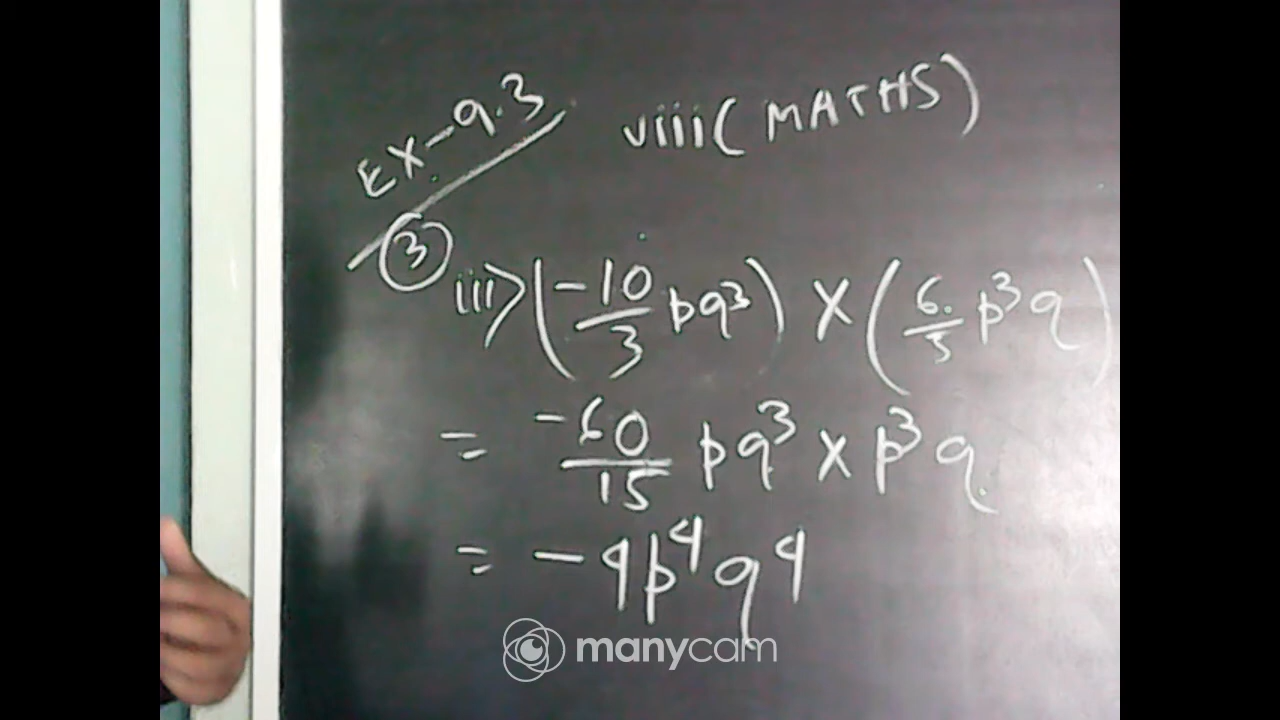 EX-9.3 viii(MATHS)
③ iii> (-10/3 pq³) × (6/5 p³q)
= -60/15 pq³ × p³q.
= -4p⁴q⁴
manycam